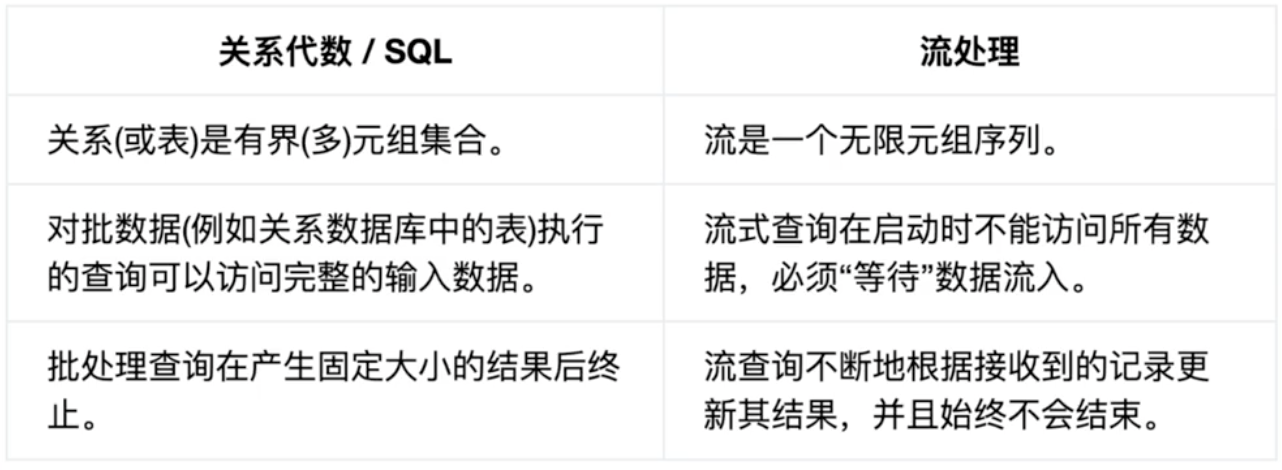 关系代数 / SQL
流处理
关系(或表)是有界(多)元组集合。
流是一个无限元组序列。
对批数据(例如关系数据库中的表)执行
的查询可以访问完整的输入数据。
流式查询在启动时不能访问所有数
据，必须“等待”数据流入。
批处理查询在产生固定大小的结果后终
止。
流查询不断地根据接收到的记录更
新其结果，并且始终不会结束。